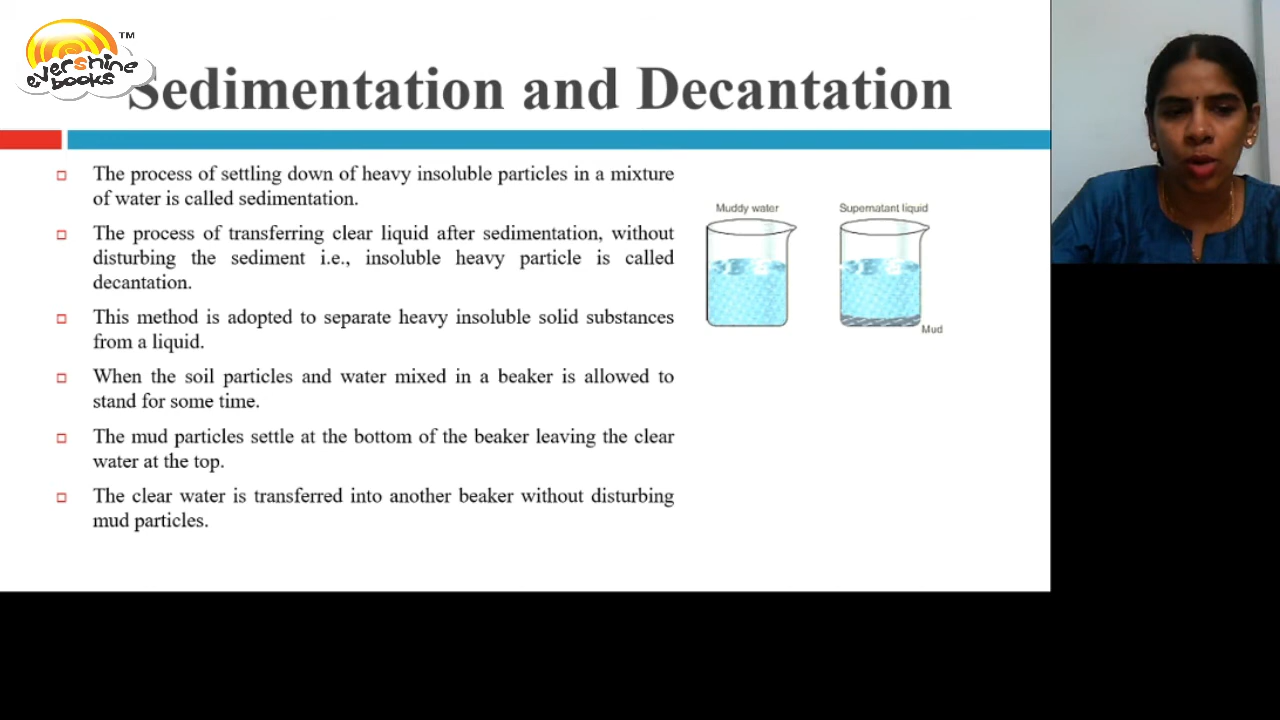 evershine
books
TM
Sedimentation and Decantation
The process of settling down of heavy insoluble particles in a mixture
of water is called sedimentation.
The process of transferring clear liquid after sedimentation, without
disturbing the sediment i.e., insoluble heavy particle is called
decantation.
This method is adopted to separate heavy insoluble solid substances
from a liquid.
When the soil particles and water mixed in a beaker is allowed to
stand for some time.
The mud particles settle at the bottom of the beaker leaving the clear
water at the top.
The clear water is transferred into another beaker without disturbing
mud particles.
Muddy water
Supernatant liquid
Mud